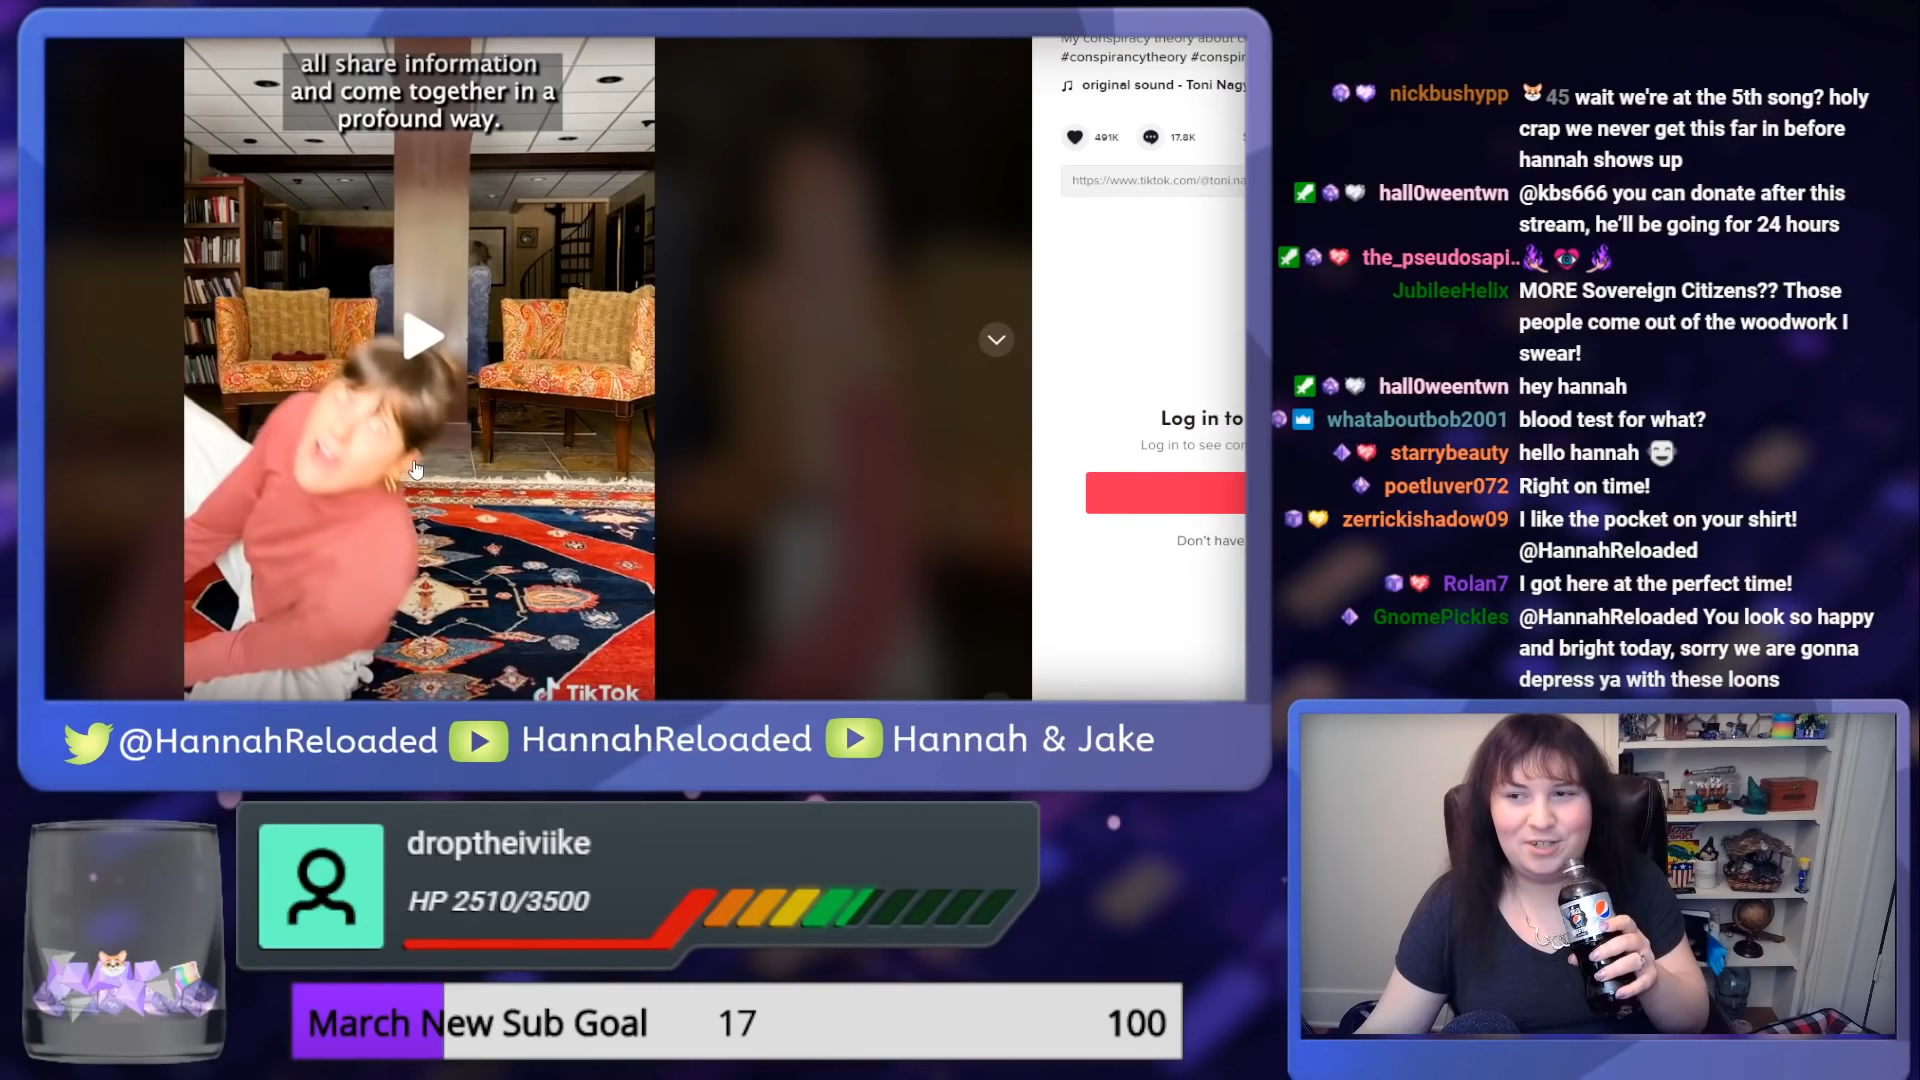 all share information
and come together in a
profound way.
TikTok
My conspiracy theory about c
#conspirancytheory #conspir
original sound - Toni Nagy
491K
17.8K
https://www.tiktok.com/@toni.na
Log in to
Log in to see con
Don't have
nickbushypp 45 wait we're at the 5th song? holy
crap we never get this far in before
hannah shows up
hall0weentwn @kbs666 you can donate after this
stream, he'll be going for 24 hours
the_pseudosapi..
JubileeHelix MORE Sovereign Citizens?? Those
people come out of the woodwork I
swear!
hall0weentwn hey hannah
whataboutbob2001 blood test for what?
starrybeauty hello hannah
poetluver072 Right on time!
zerrickishadow09 I like the pocket on your shirt!
@HannahReloaded
Rolan7 I got here at the perfect time!
GnomePickles @HannahReloaded You look so happy
and bright today, sorry we are gonna
depress ya with these loons
@HannahReloaded HannahReloaded Hannah & Jake
droptheiviike
HP 2510/3500
March New Sub Goal 17 100